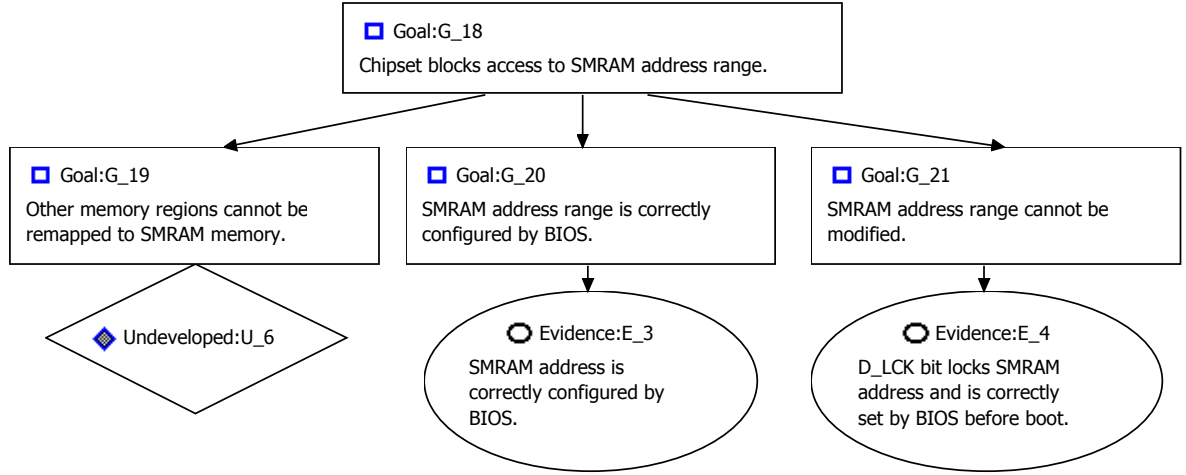 Goal:G_18
Chipset blocks access to SMRAM address range.
Goal:G_19
Other memory regions cannot be
remapped to SMRAM memory.
Goal:G_20
SMRAM address range is correctly
configured by BIOS.
Goal:G_21
SMRAM address range cannot be
modified.
Undeveloped:U_6
Evidence:E_3
SMRAM address is
correctly configured by
BIOS.
Evidence:E_4
D_LCK bit locks SMRAM
address and is correctly
set by BIOS before boot.